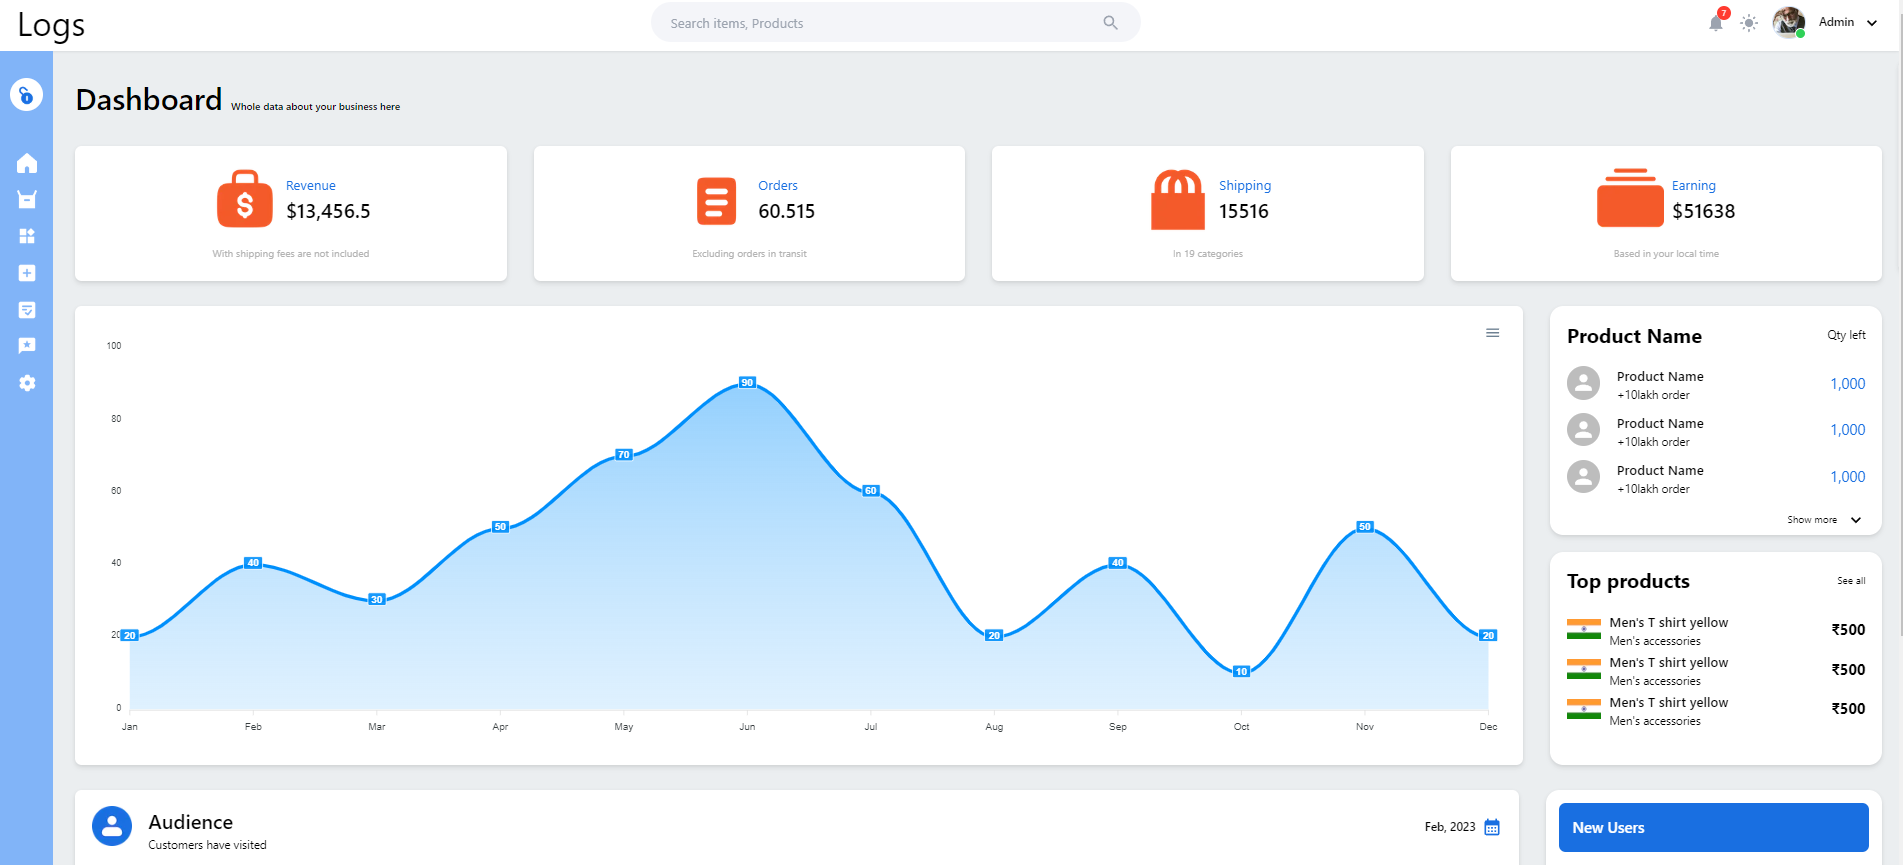 Logs
Search items, Products
7
Admin
Dashboard Whole data about your business here
Revenue
$13,456.5
With shipping fees are not included
Orders
60.515
Excluding orders in transit
Shipping
15516
In 19 categories
Earning
$51638
Based in your local time
100
80
60
40
20
0
20
40
30
50
70
90
60
20
40
10
50
20
Jan Feb Mar Apr May Jun Jul Aug Sep Oct Nov Dec
Product Name Qty left
Product Name
+10lakh order
1,000
Product Name
+10lakh order
1,000
Product Name
+10lakh order
1,000
Show more
Top products See all
Men's T shirt yellow
Men's accessories
₹500
Men's T shirt yellow
Men's accessories
₹500
Men's T shirt yellow
Men's accessories
₹500
Audience
Customers have visited
Feb, 2023
New Users